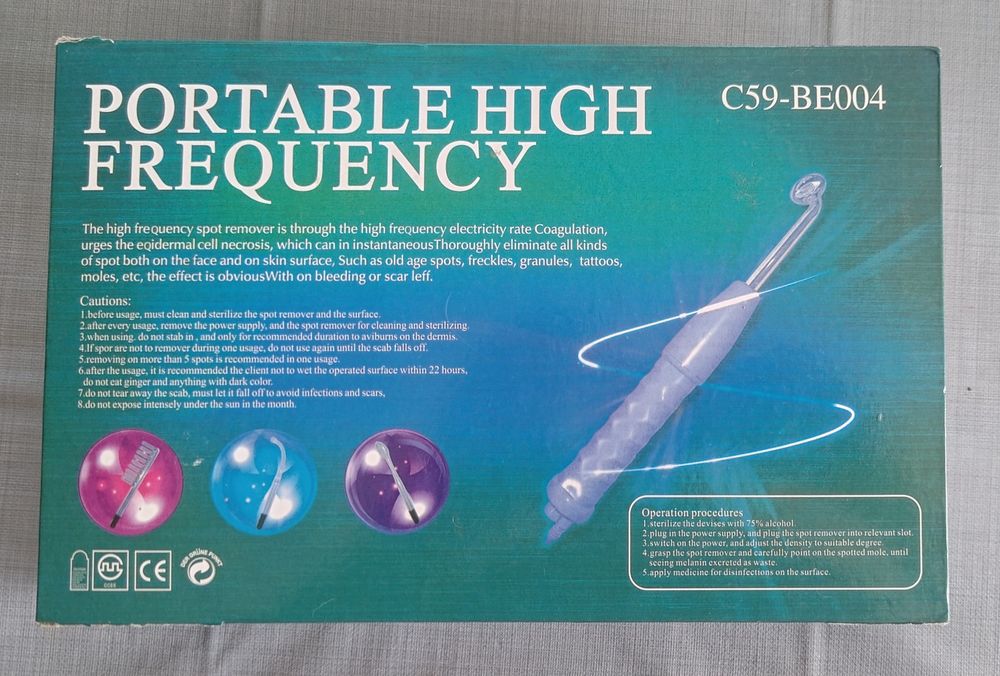 PORTABLE HIGH
FREQUENCY
C59-BE004
The high frequency spot remover is through the high frequency electricity rate Coagulation,
urges the eqidermal cell necrosis, which can in instantaneousThoroughly eliminate all kinds
of spot both on the face and on skin surface, Such as old age spots, freckles, granules, tattoos,
moles, etc, the effect is obviousWith on bleeding or scar leff.
Cautions:
1.before usage, must clean and sterilize the spot remover and the surface.
2.after every usage, remove the power supply, and the spot remover for cleaning and sterilizing.
3.when using. do not stab in , and only for recommended duration to aviburns on the dermis.
4.If spor are not to remover during one usage, do not use again until the scab falls off.
5.removing on more than 5 spots is recommended in one usage.
6.after the usage, it is recommended the client not to wet the operated surface within 22 hours,
do not eat ginger and anything with dark color.
7.do not tear away the scab, must let it fall off to avoid infections and scars,
8.do not expose intensely under the sun in the month.
Operation procedures
1.sterilize the devises with 75% alcohol.
2.plug in the power supply, and plug the spot remover into relevant slot.
3.switch on the power, and adjust the density to suitable degree.
4.grasp the spot remover and carefully point on the spotted mole, until
seeing melanin excreted as waste.
5.apply medicine for disinfections on the surface.
CE
DER GRÜNE PUNKT